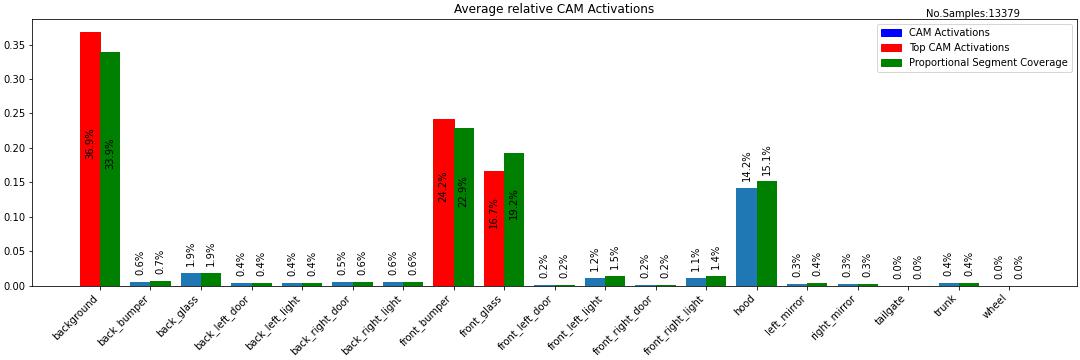 Average relative CAM Activations
No.Samples:13379
CAM Activations
Top CAM Activations
Proportional Segment Coverage
0.35
0.30
0.25
0.20
0.15
0.10
0.05
0.00
36.9% 33.9%
0.6% 0.7%
1.9% 1.9%
0.4% 0.4%
0.4% 0.4%
0.5% 0.6%
0.6% 0.6%
24.2% 22.9%
16.7% 19.2%
0.2% 0.2%
1.2% 1.5%
0.2% 0.2%
1.1% 1.4%
14.2% 15.1%
0.3% 0.4%
0.3% 0.3%
0.0% 0.0%
0.4% 0.4%
0.0% 0.0%
background
back_bumper
back_glass
back_left_door
back_left_light
back_right_door
back_right_light
front_bumper
front_glass
front_left_door
front_left_light
front_right_door
front_right_light
hood
left_mirror
right_mirror
tailgate
trunk
wheel